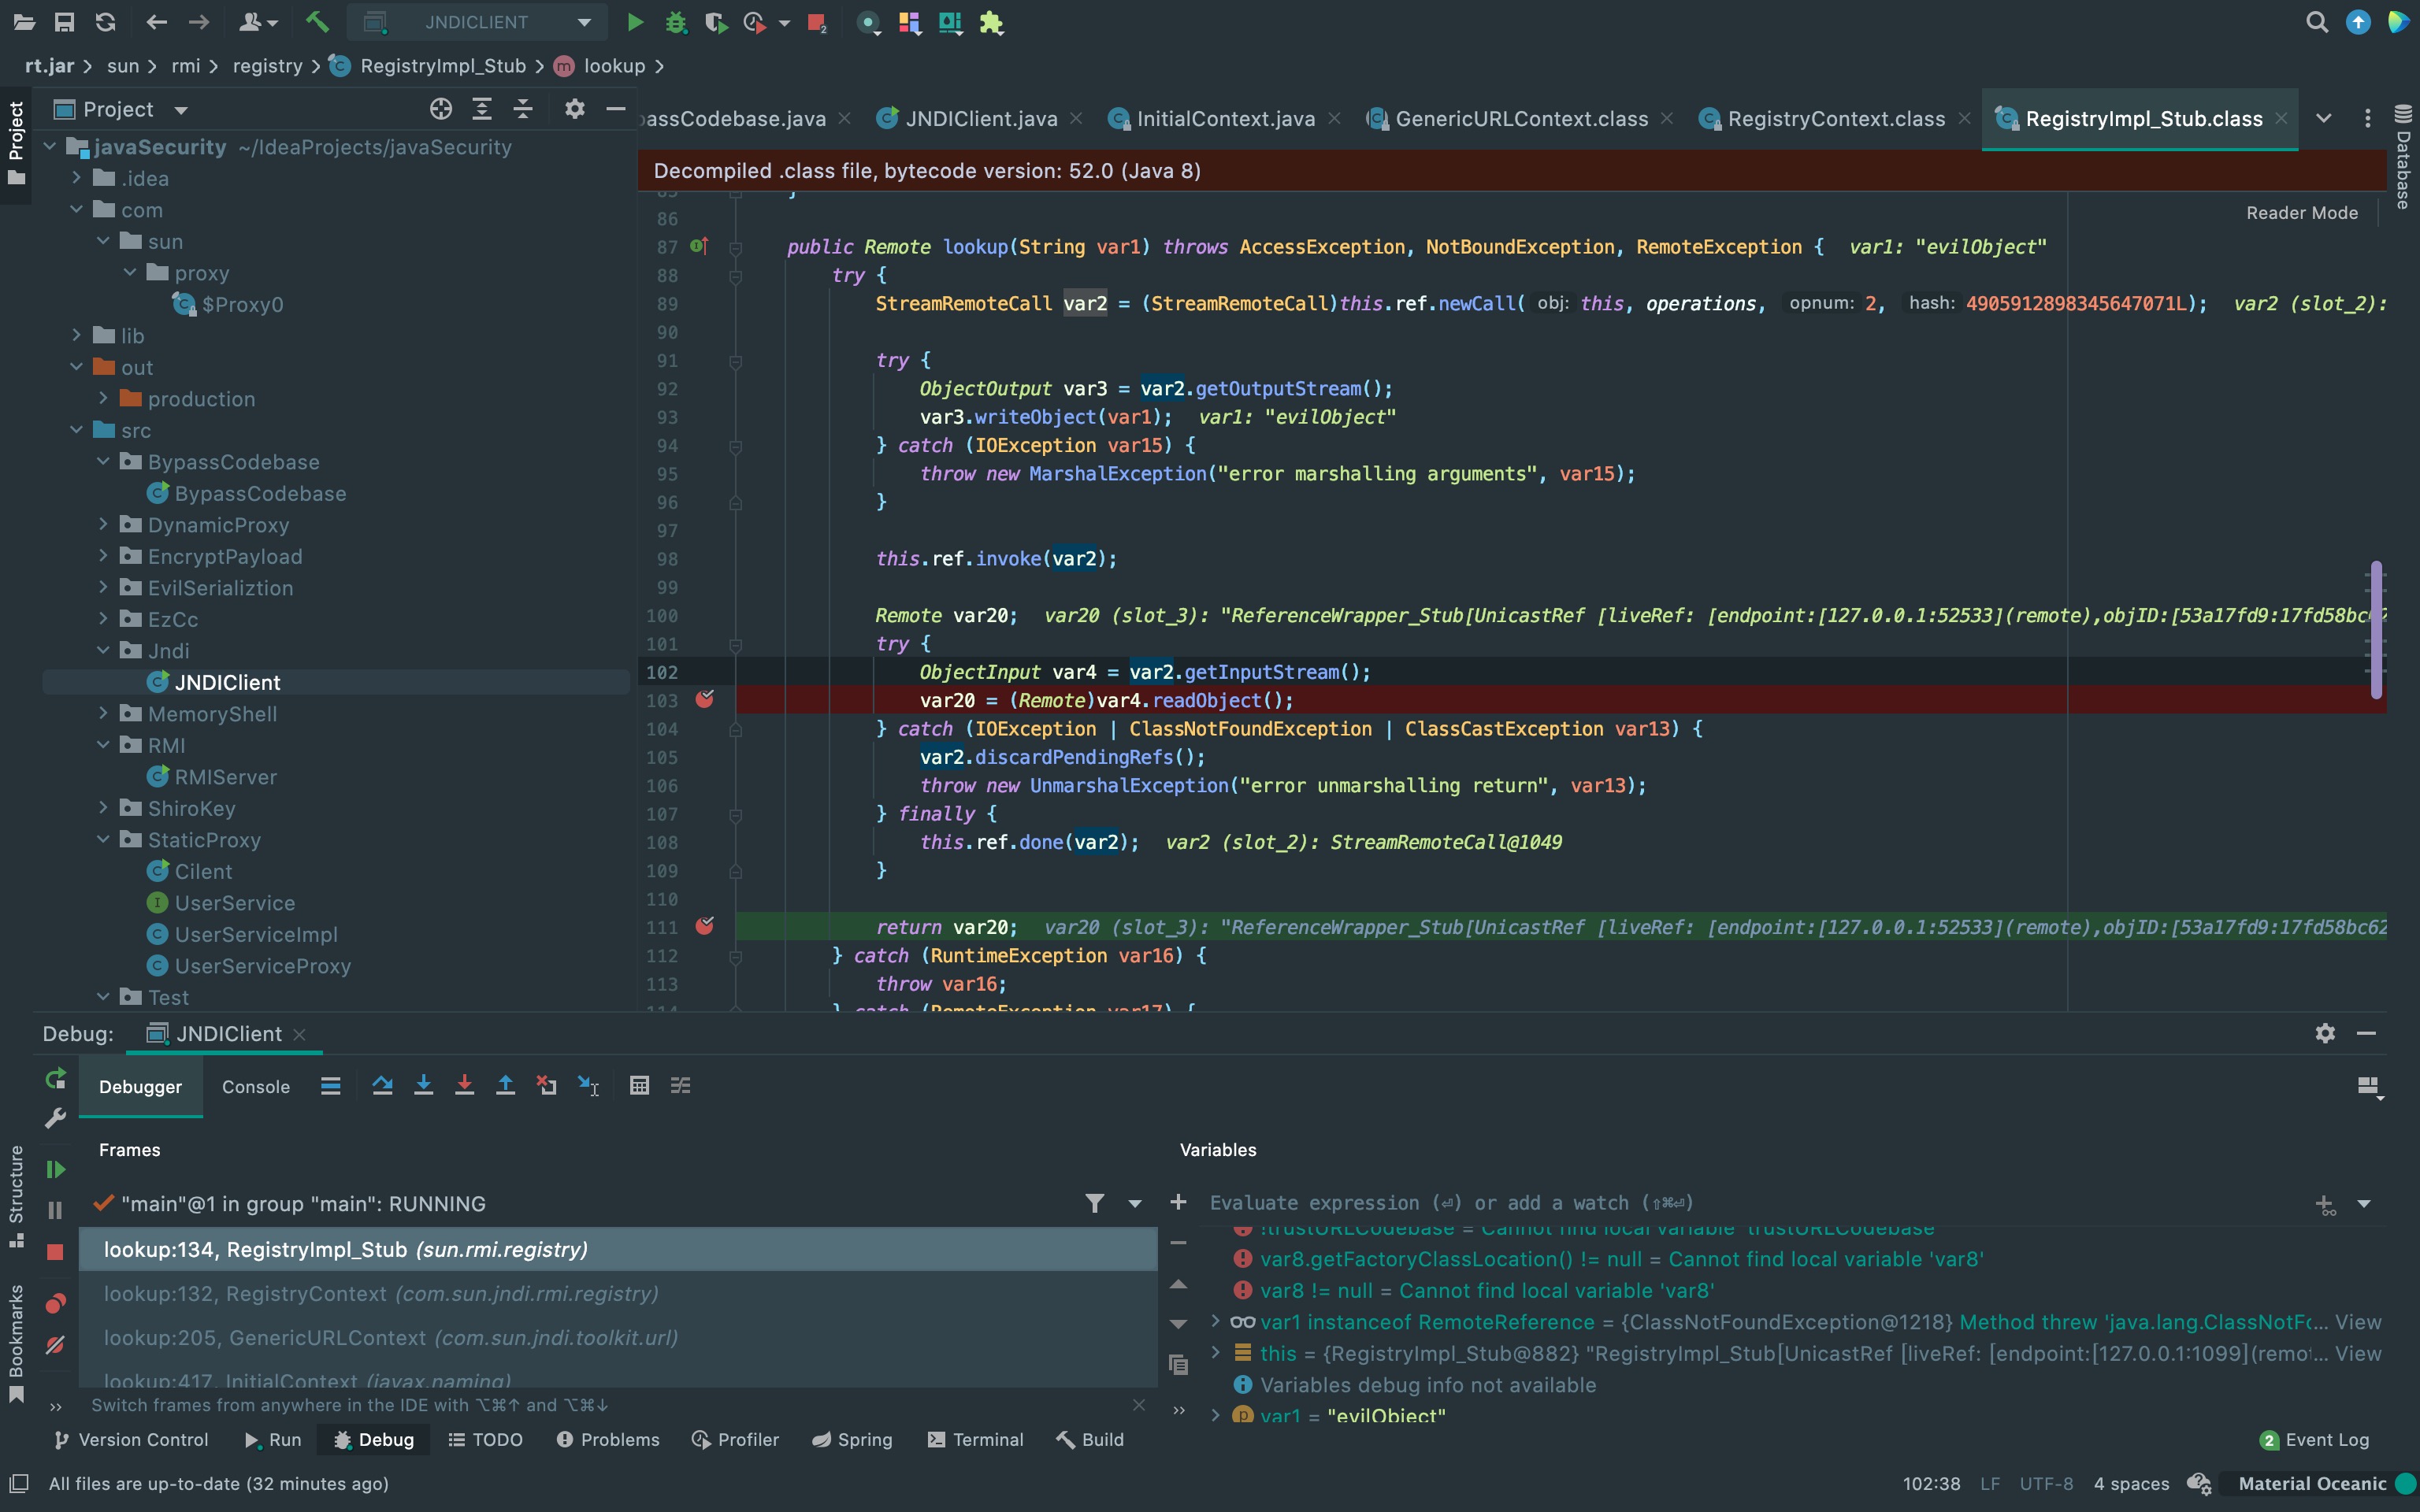 JNDICLIENT
2
rt.jar sun rmi registry RegistryImpl_Stub m lookup
Project
passCodebase.java JNDIClient.java InitialContext.java GenericURLContext.class RegistryContext.class RegistryImpl_Stub.class
Project
Database
javaSecurity ~/IdeaProjects/javaSecurity
.idea
com
sun
proxy
$Proxy0
lib
out
production
src
BypassCodebase
BypassCodebase
DynamicProxy
EncryptPayload
EvilSerializtion
EzCc
Jndi
JNDIClient
MemoryShell
RMI
RMIServer
ShiroKey
StaticProxy
Cilent
UserService
UserServiceImpl
UserServiceProxy
Test
Decompiled .class file, bytecode version: 52.0 (Java 8)
Reader Mode
85 }
86
87 public Remote lookup(String var1) throws AccessException, NotBoundException, RemoteException { var1: "evilObject"
88 try {
89 StreamRemoteCall var2 = (StreamRemoteCall)this.ref.newCall( obj: this, operations, opnum: 2, hash: 4905912898345647071L); var2 (slot_2):
90
91 try {
92 ObjectOutput var3 = var2.getOutputStream();
93 var3.writeObject(var1); var1: "evilObject"
94 } catch (IOException var15) {
95 throw new MarshalException("error marshalling arguments", var15);
96 }
97
98 this.ref.invoke(var2);
99
100 Remote var20; var20 (slot_3): "ReferenceWrapper_Stub[UnicastRef [liveRef: [endpoint:[127.0.0.1:52533](remote),objID:[53a17fd9:17fd58bc62
101 try {
102 ObjectInput var4 = var2.getInputStream();
103 var20 = (Remote)var4.readObject();
104 } catch (IOException | ClassNotFoundException | ClassCastException var13) {
105 var2.discardPendingRefs();
106 throw new UnmarshalException("error unmarshalling return", var13);
107 } finally {
108 this.ref.done(var2); var2 (slot_2): StreamRemoteCall@1049
109 }
110
111 return var20; var20 (slot_3): "ReferenceWrapper_Stub[UnicastRef [liveRef: [endpoint:[127.0.0.1:52533](remote),objID:[53a17fd9:17fd58bc62
112 } catch (RuntimeException var16) {
113 throw var16;
114 } catch (RemoteException var17) {
Debug: JNDIClient
Debugger Console
Frames
"main"@1 in group "main": RUNNING
lookup:134, RegistryImpl_Stub (sun.rmi.registry)
lookup:132, RegistryContext (com.sun.jndi.rmi.registry)
lookup:205, GenericURLContext (com.sun.jndi.toolkit.url)
lookup:417, InitialContext (javax.naming)
Switch frames from anywhere in the IDE with ⌥⌘↑ and ⌥⌘↓
Variables
Evaluate expression (⏎) or add a watch (⇧⌘⏎)
!trustURLCodebase = Cannot find local variable 'trustURLCodebase'
var8.getFactoryClassLocation() != null = Cannot find local variable 'var8'
var8 != null = Cannot find local variable 'var8'
var1 instanceof RemoteReference = {ClassNotFoundException@1218} Method threw 'java.lang.ClassNotFc... View
this = {RegistryImpl_Stub@882} "RegistryImpl_Stub[UnicastRef [liveRef: [endpoint:[127.0.0.1:1099](remo... View
Variables debug info not available
var1 = "evilObject"
Structure
Bookmarks
Version Control Run Debug TODO Problems Profiler Spring Terminal Build 2 Event Log
All files are up-to-date (32 minutes ago) 102:38 LF UTF-8 4 spaces Material Oceanic